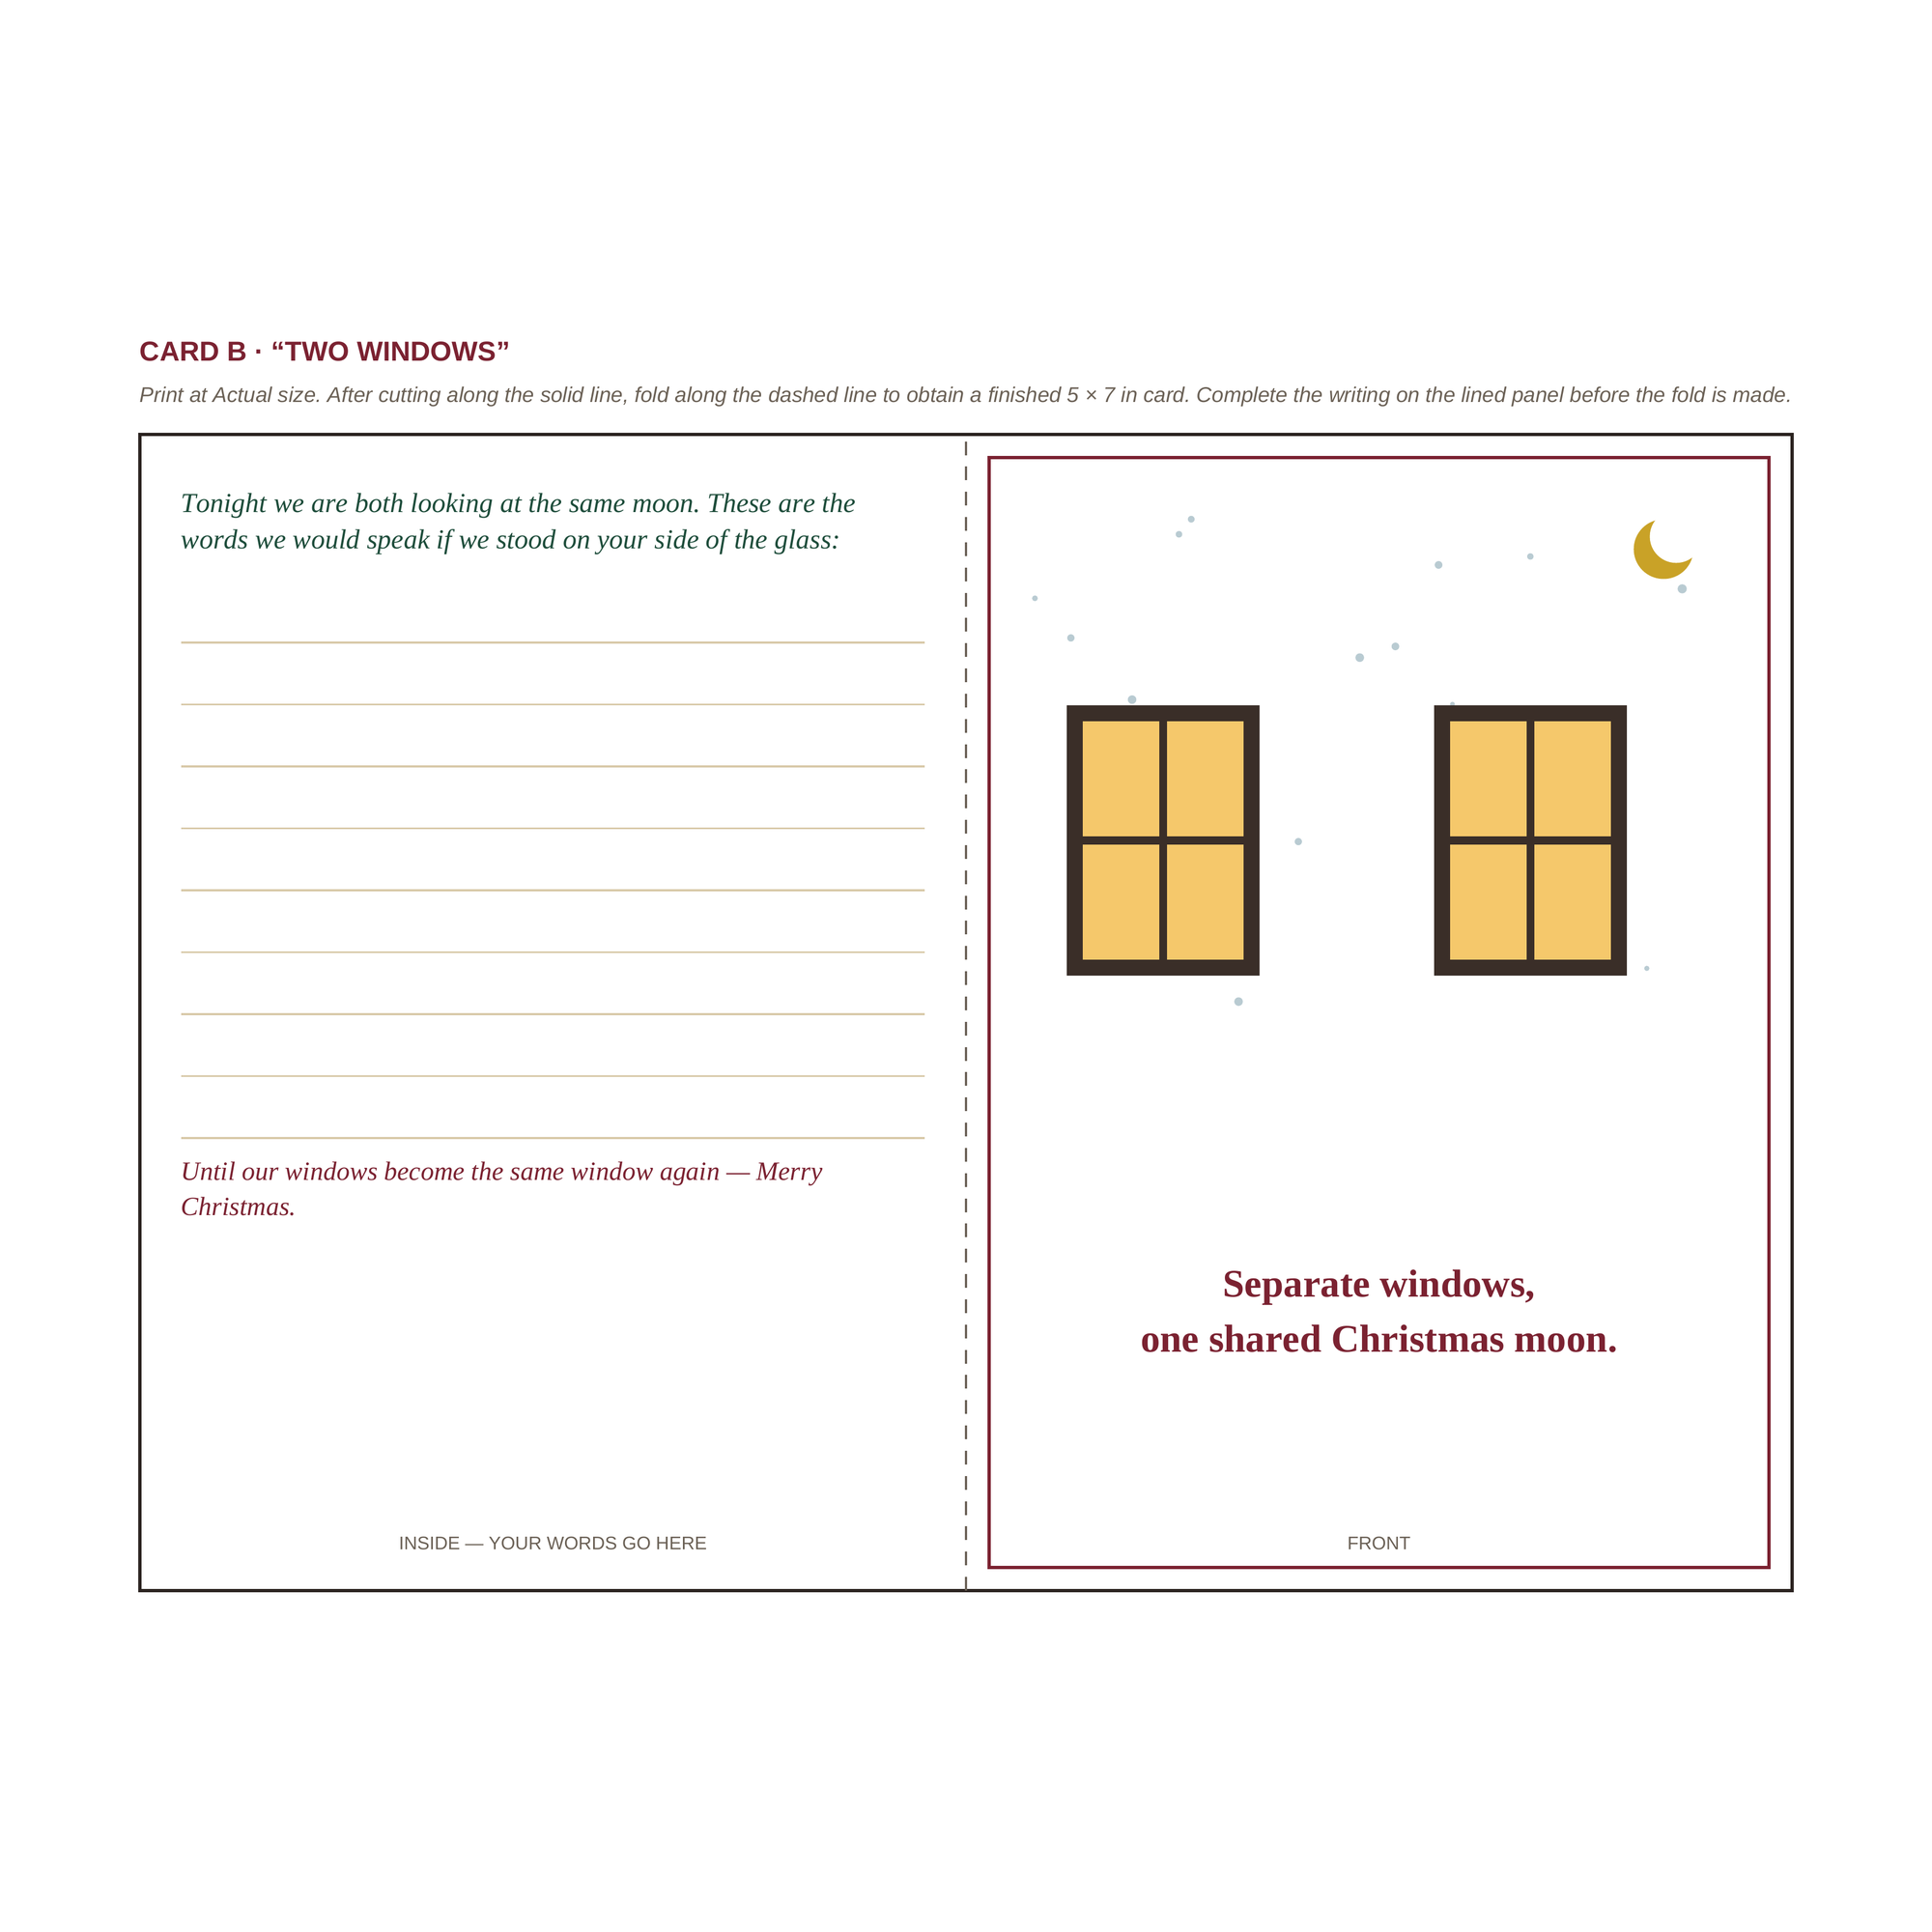 CARD B · “TWO WINDOWS”
Print at Actual size. After cutting along the solid line, fold along the dashed line to obtain a finished 5 × 7 in card. Complete the writing on the lined panel before the fold is made.
Tonight we are both looking at the same moon. These are the
words we would speak if we stood on your side of the glass:
Until our windows become the same window again — Merry
Christmas.
INSIDE — YOUR WORDS GO HERE
Separate windows,
one shared Christmas moon.
FRONT